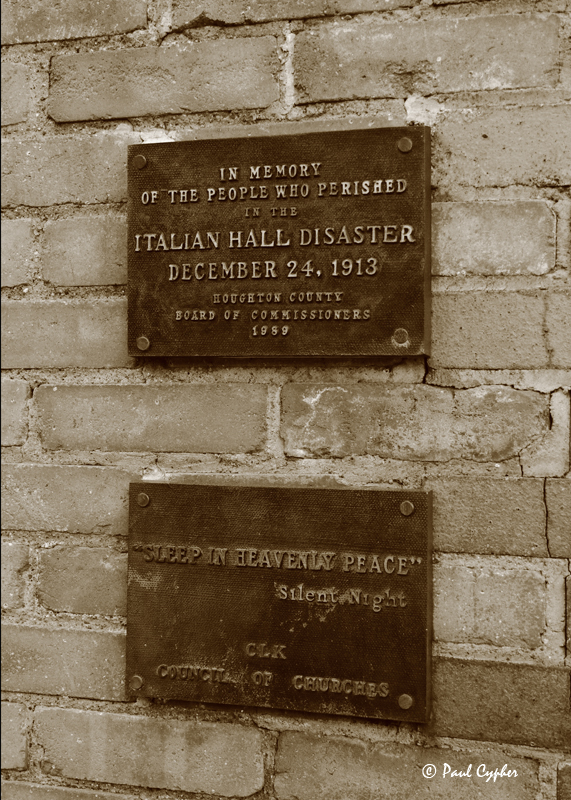 IN MEMORY
OF THE PEOPLE WHO PERISHED
IN THE
ITALIAN HALL DISASTER
DECEMBER 24, 1913
HOUGHTON COUNTY
BOARD OF COMMISSIONERS
1989
"SLEEP IN HEAVENLY PEACE"
Silent Night
CLK
COUNCIL OF CHURCHES
© Paul Cypher